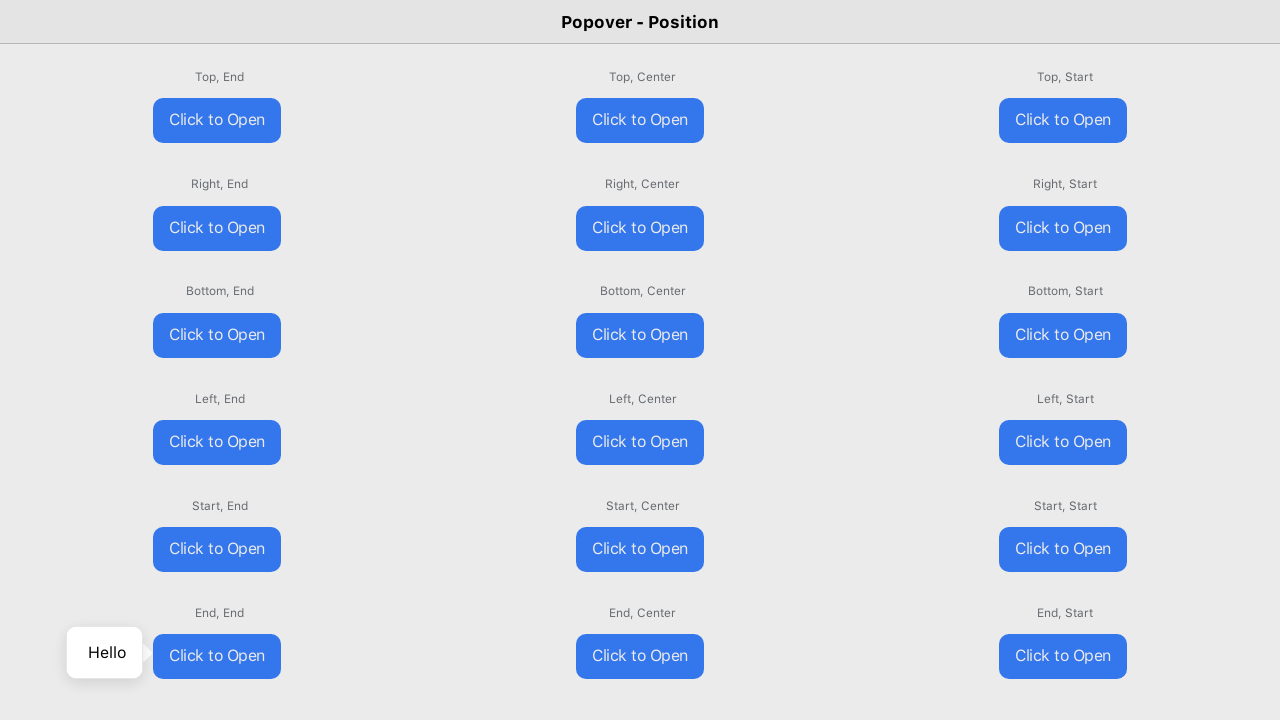 Popover - Position
Top, End
Top, Center
Top, Start
Click to Open
Click to Open
Click to Open
Right, End
Right, Center
Right, Start
Click to Open
Click to Open
Click to Open
Bottom, End
Bottom, Center
Bottom, Start
Click to Open
Click to Open
Click to Open
Left, End
Left, Center
Left, Start
Click to Open
Click to Open
Click to Open
Start, End
Start, Center
Start, Start
Click to Open
Click to Open
Click to Open
End, End
End, Center
End, Start
Hello
Click to Open
Click to Open
Click to Open